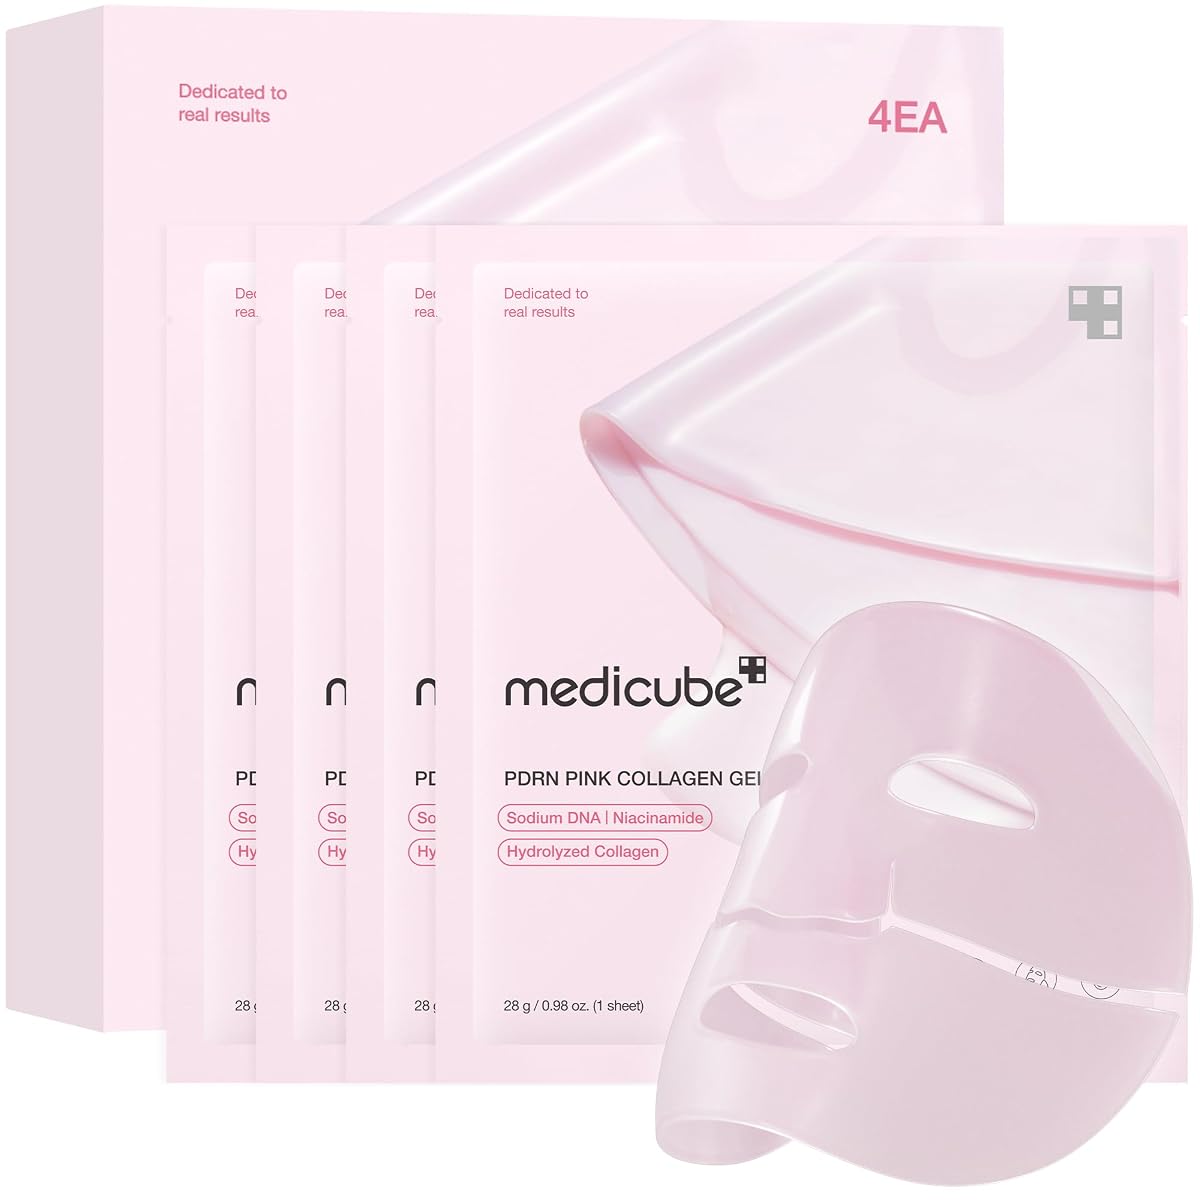 Dedicated to
real results
4EA
Dedicated to
real results
medicube
PDRN PINK COLLAGEN GEL
Sodium DNA | Niacinamide
Hydrolyzed Collagen
28 g / 0.98 oz. (1 sheet)